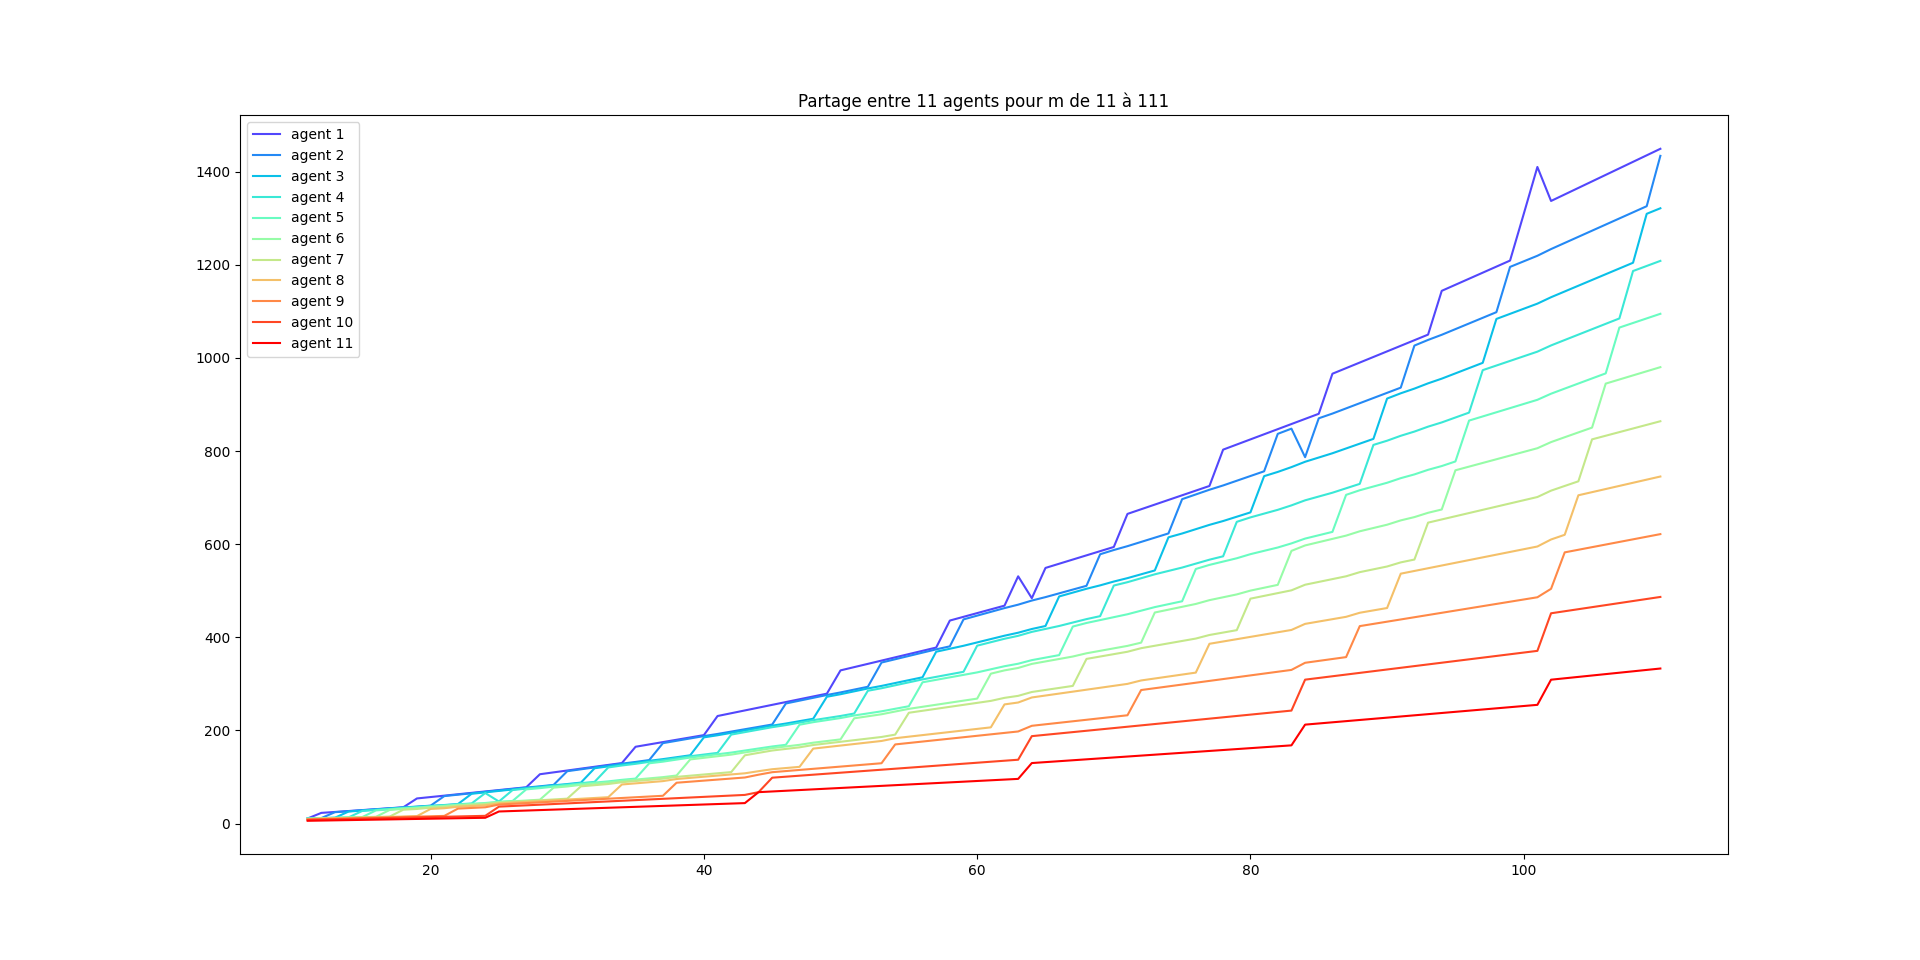 Partage entre 11 agents pour m de 11 à 111
agent 1
agent 2
agent 3
agent 4
agent 5
agent 6
agent 7
agent 8
agent 9
agent 10
agent 11
1400
1200
1000
800
600
400
200
0
20 40 60 80 100